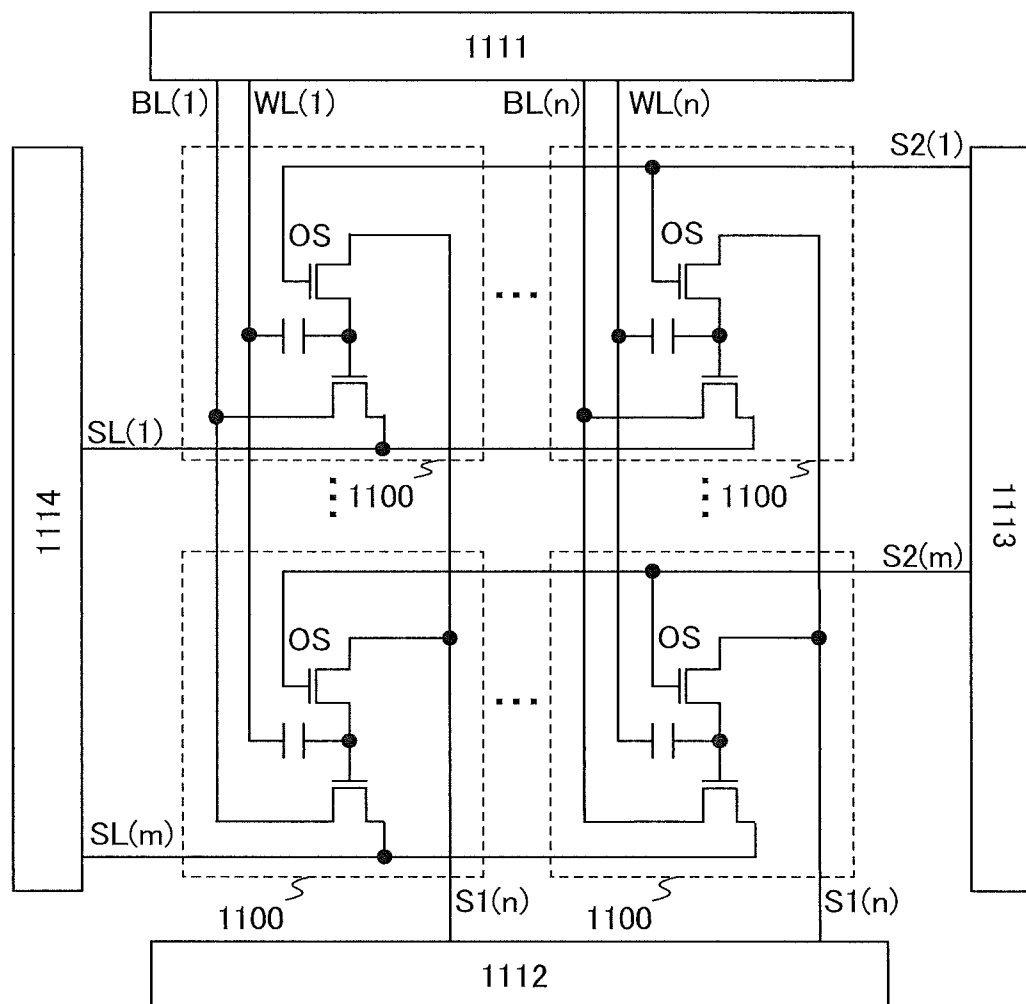 1111
BL(1) WL(1) BL(n) WL(n)
S2(1)
OS OS
SL(1)
1100 1100
1114
1113
S2(m)
OS OS
SL(m)
1100 S1(n) 1100 S1(n)
1112